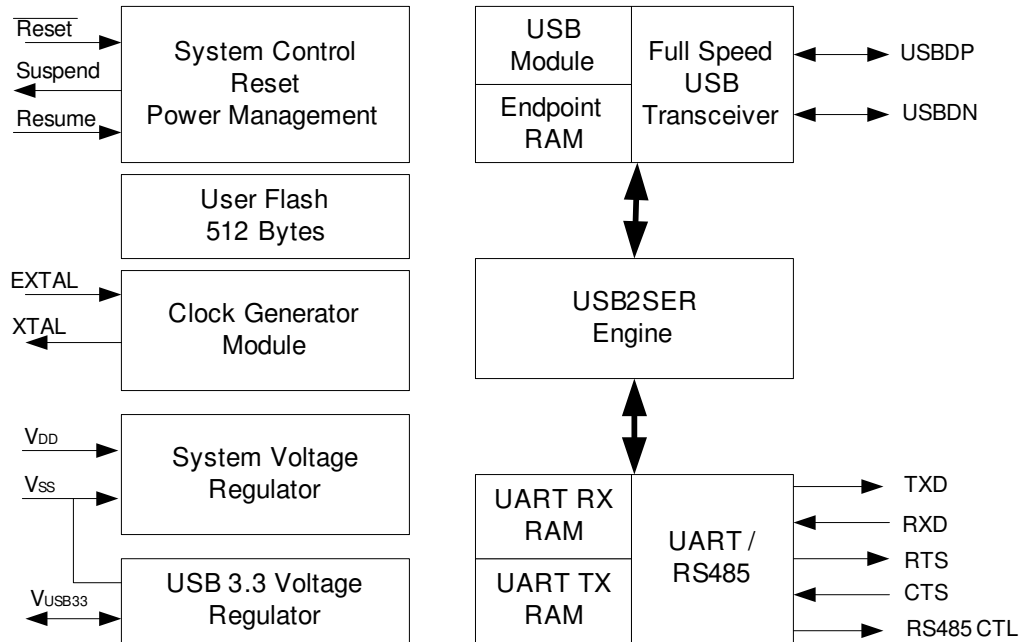 Reset
Suspend
Resume
System Control
Reset
Power Management
User Flash
512 Bytes
EXTAL
XTAL
Clock Generator
Module
VDD
VSS
System Voltage
Regulator
VUSB33
USB 3.3 Voltage
Regulator
USB
Module
Endpoint
RAM
Full Speed
USB
Transceiver
USBDP
USBDN
USB2SER
Engine
UART RX
RAM
UART TX
RAM
UART /
RS485
TXD
RXD
RTS
CTS
RS485 CTL